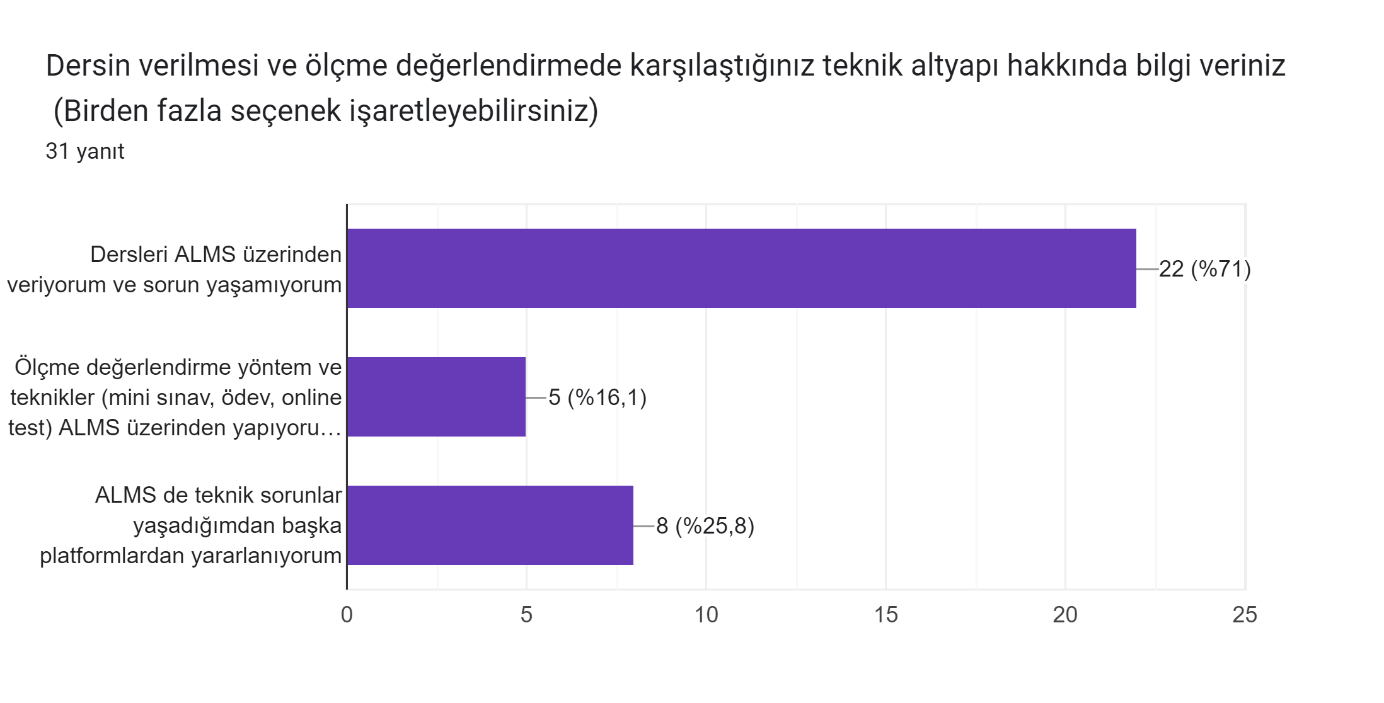 Dersin verilmesi ve ölçme değerlendirmede karşılaştığınız teknik altyapı hakkında bilgi veriniz
(Birden fazla seçenek işaretleyebilirsiniz)
31 yanıt
Dersleri ALMS üzerinden
veriyorum ve sorun yaşamıyorum
22 (%71)
Ölçme değerlendirme yöntem ve
teknikler (mini sınav, ödev, online
test) ALMS üzerinden yapıyoru…
5 (%16,1)
ALMS de teknik sorunlar
yaşadığımdan başka
platformlardan yararlanıyorum
8 (%25,8)
0 5 10 15 20 25